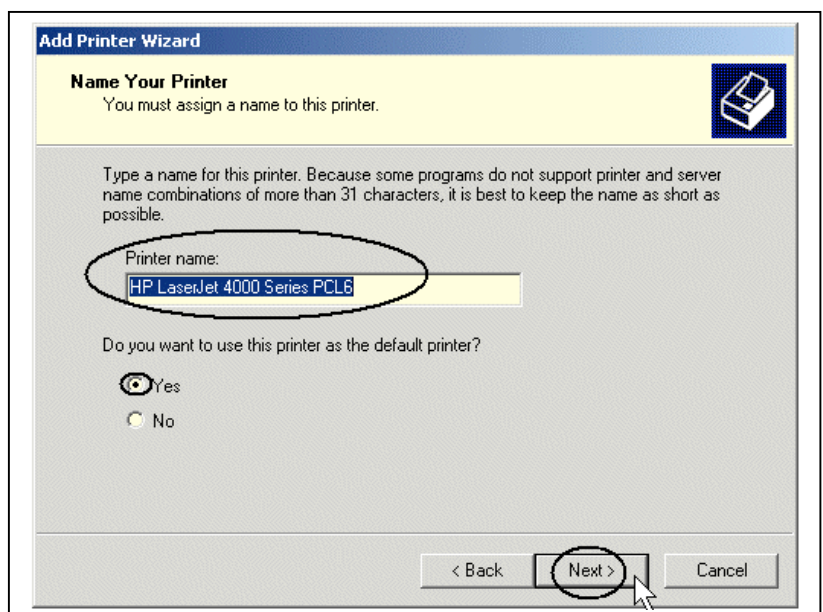 Add Printer Wizard
Name Your Printer
You must assign a name to this printer.
Type a name for this printer. Because some programs do not support printer and server
name combinations of more than 31 characters, it is best to keep the name as short as
possible.
Printer name:
HP LaserJet 4000 Series PCL6
Do you want to use this printer as the default printer?
Yes
No
< Back
Next >
Cancel